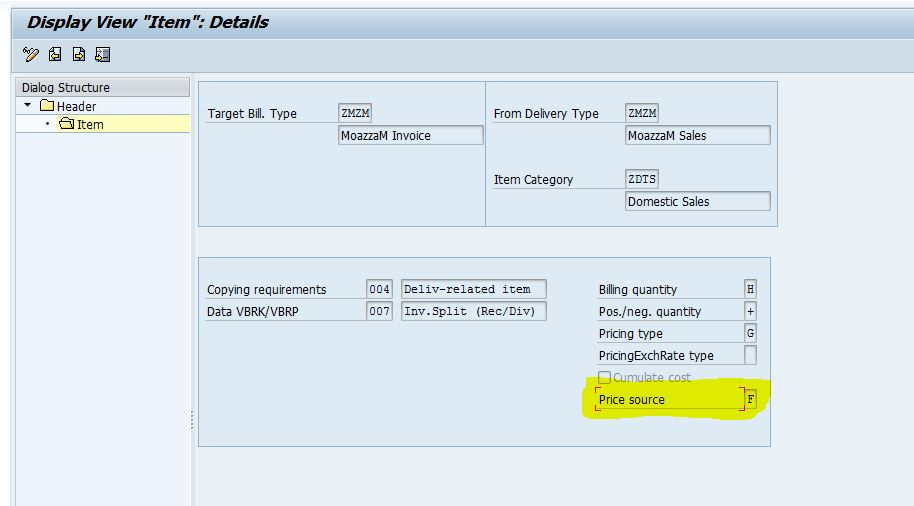 Display View "Item": Details
Dialog Structure
Header
Item
Target Bill. Type ZMZM
MoazzaM Invoice
From Delivery Type ZMZM
MoazzaM Sales
Item Category ZDTS
Domestic Sales
Copying requirements 004 Deliv-related item
Data VBRK/VBRP 007 Inv.Split (Rec/Div)
Billing quantity H
Pos./neg. quantity +
Pricing type G
PricingExchRate type
Cumulate cost
Price source F